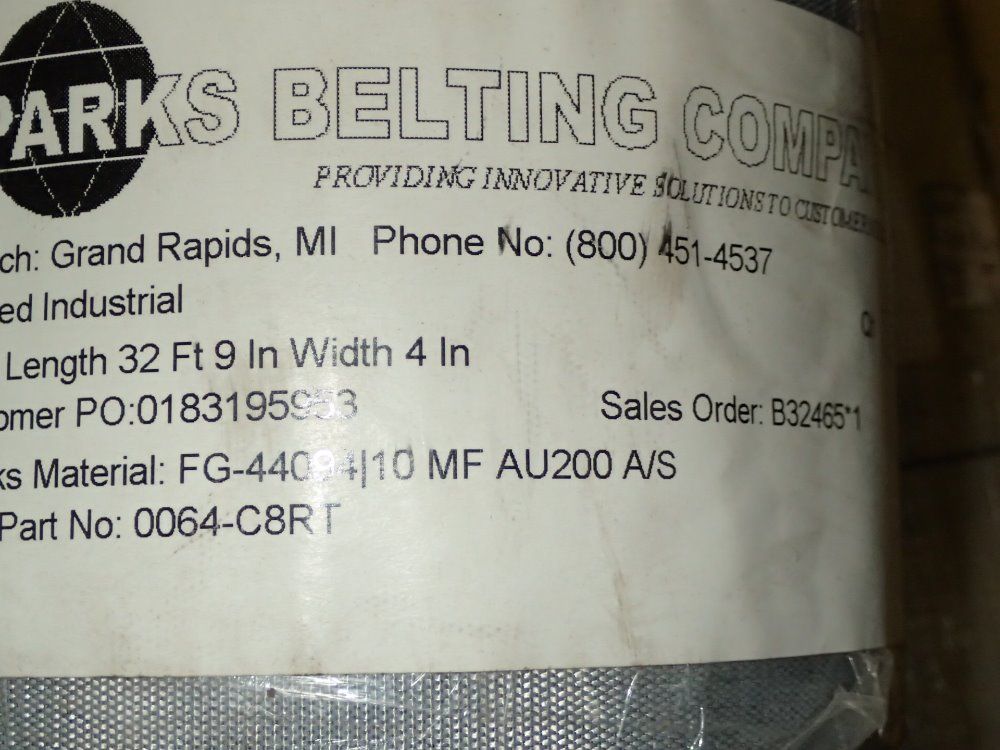 PARKS BELTING COMPA
PROVIDING INNOVATIVE SOLUTIONS TO CUSTOMER
ch: Grand Rapids, MI Phone No: (800) 451-4537
ed Industrial
Length 32 Ft 9 In Width 4 In
omer PO:0183195953 Sales Order: B32465*1
ks Material: FG-44094|10 MF AU200 A/S
Part No: 0064-C8RT